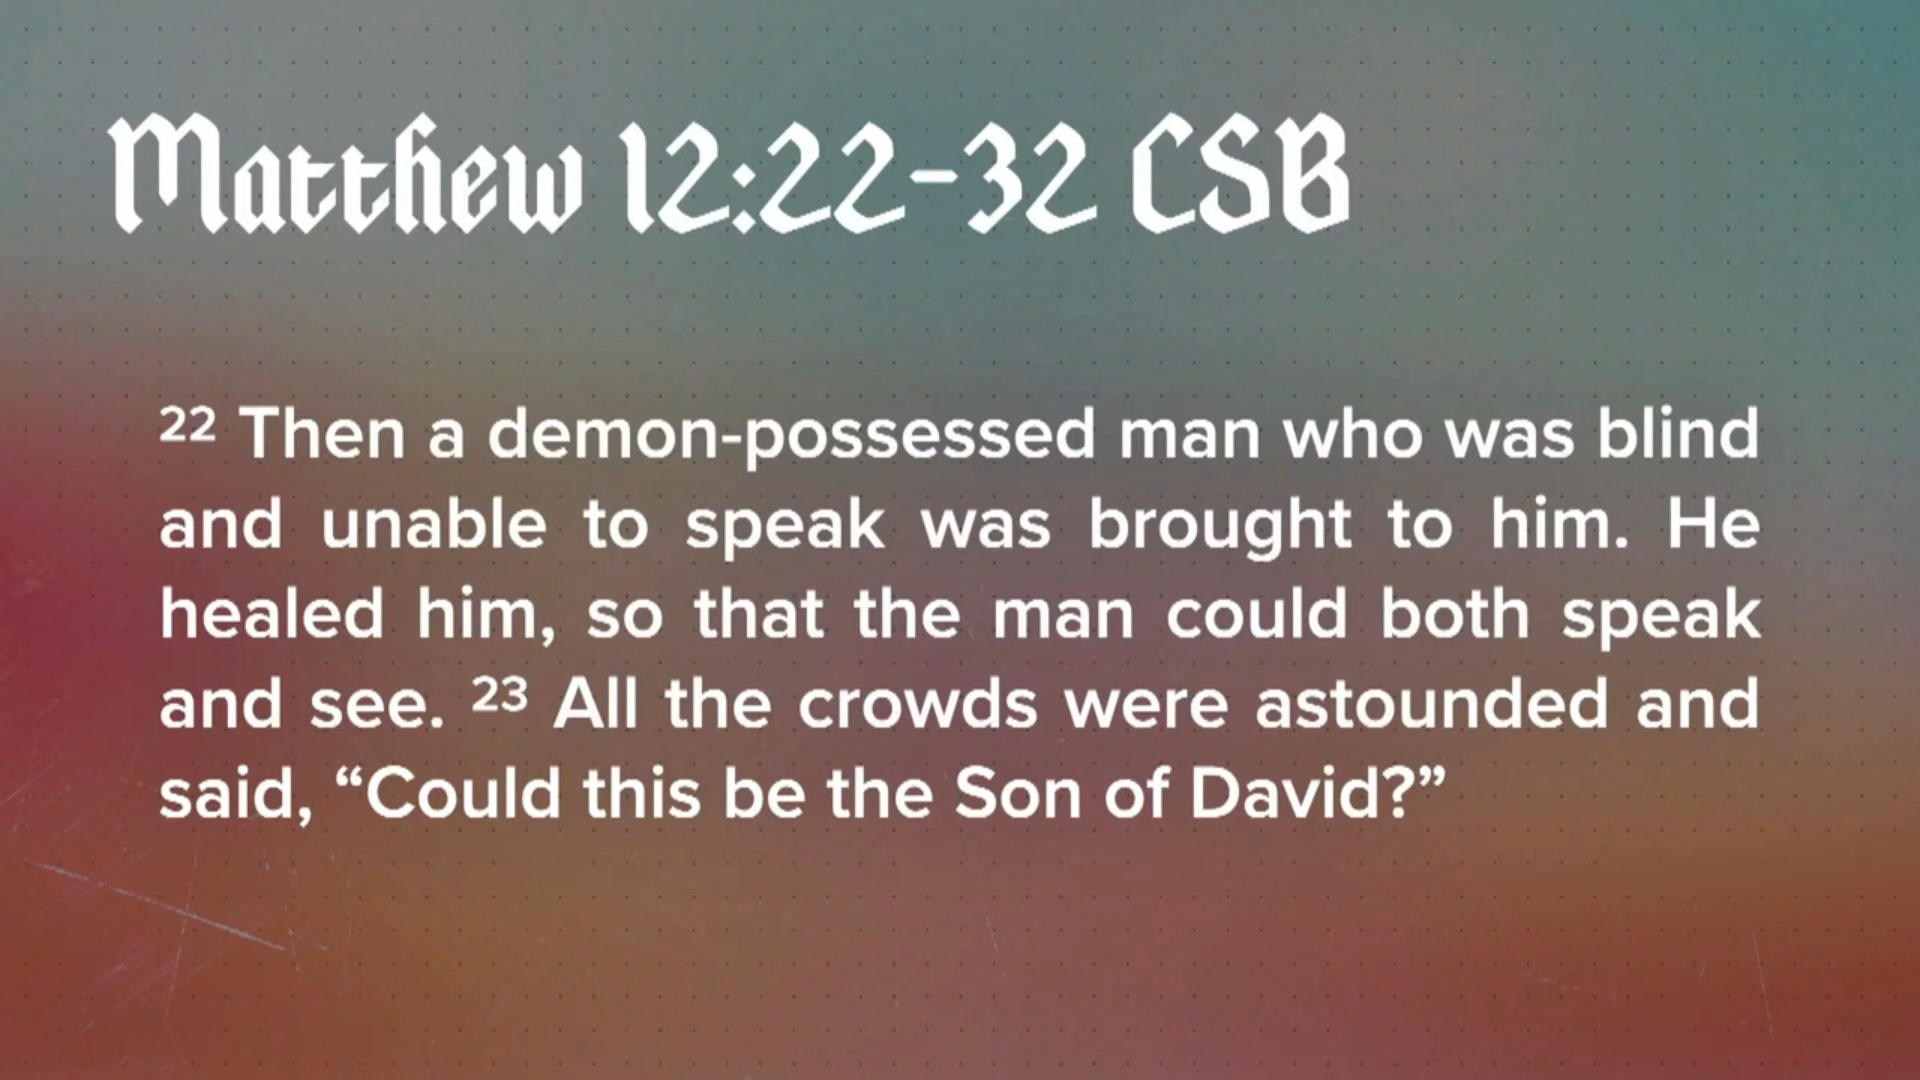 Matthew 12:22-32 CSB
²² Then a demon-possessed man who was blind
and unable to speak was brought to him. He
healed him, so that the man could both speak
and see. ²³ All the crowds were astounded and
said, “Could this be the Son of David?”